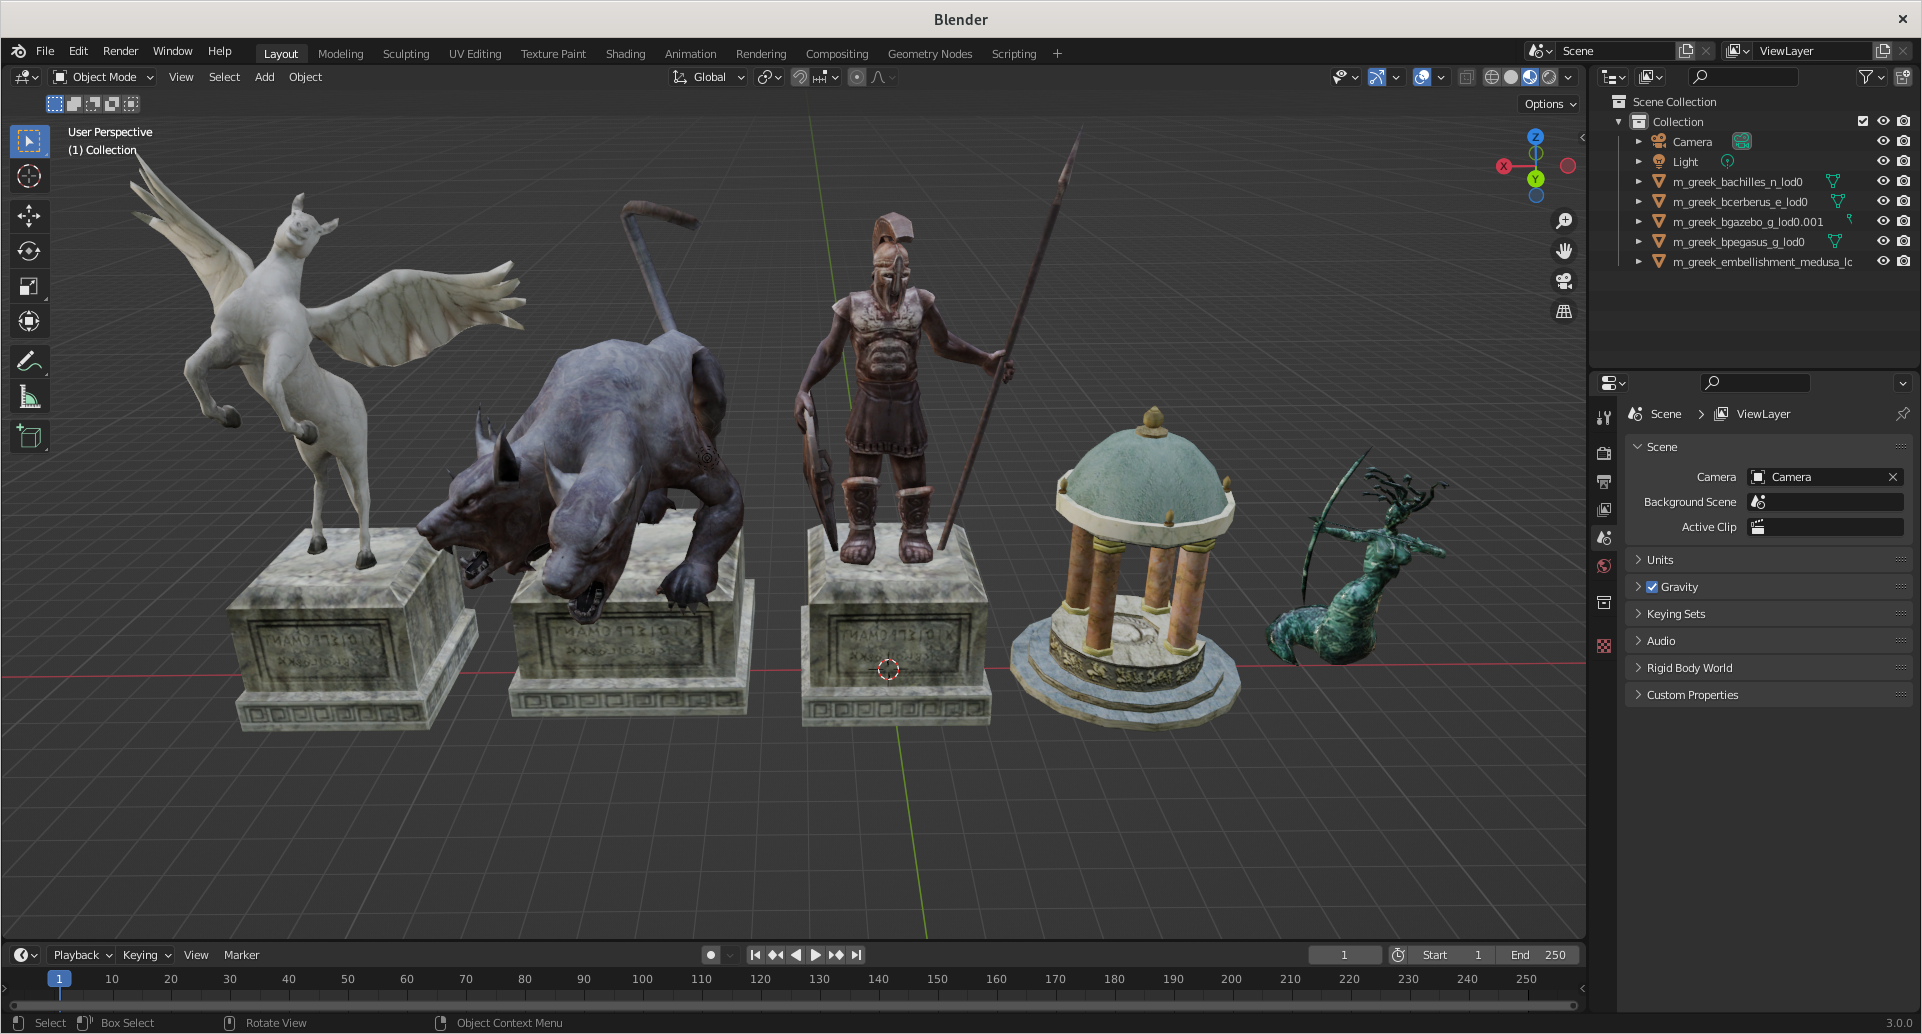 Blender
File Edit Render Window Help Layout Modeling Sculpting UV Editing Texture Paint Shading Animation Rendering Compositing Geometry Nodes Scripting + Scene ViewLayer
Object Mode View Select Add Object Global
Options
User Perspective
(1) Collection
Z
X
Y
Scene Collection
Collection
Camera
Light
m_greek_bachilles_n_lod0
m_greek_bcerberus_e_lod0
m_greek_bgazebo_g_lod0.001
m_greek_bpegasus_g_lod0
m_greek_embellishment_medusa_lc
Scene > ViewLayer
Scene
Camera Camera
Background Scene
Active Clip
Units
Gravity
Keying Sets
Audio
Rigid Body World
Custom Properties
Playback Keying View Marker 1 Start 1 End 250
1 10 20 30 40 50 60 70 80 90 100 110 120 130 140 150 160 170 180 190 200 210 220 230 240 250
Select Box Select Rotate View Object Context Menu 3.0.0